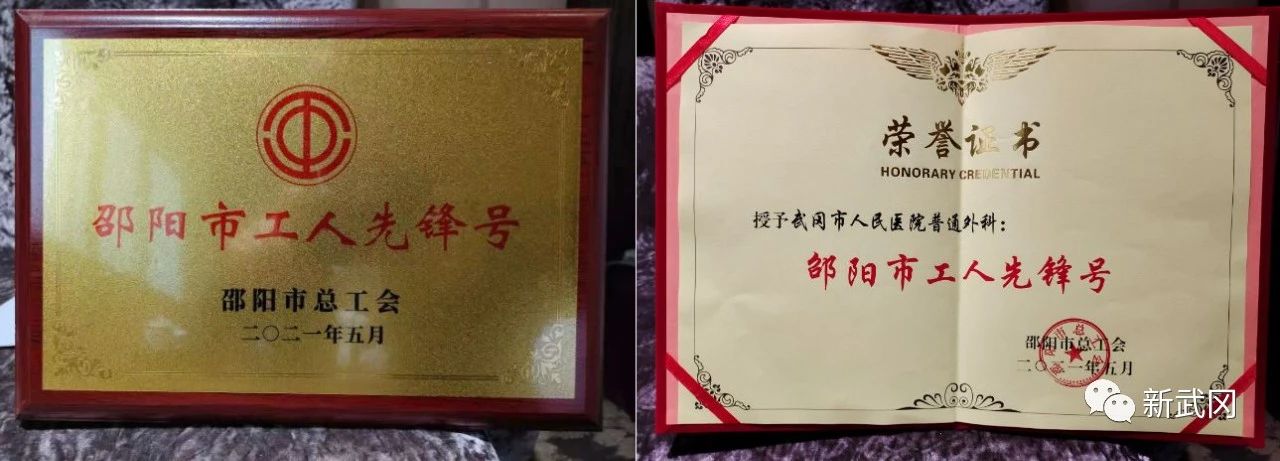 邵阳市工人先锋号
邵阳市总工会
二〇二一年五月
荣誉证书
HONORARY CREDENTIAL
授予武冈市人民医院普通外科：
邵阳市工人先锋号
邵阳市总工会
二〇二一年五月
新武冈